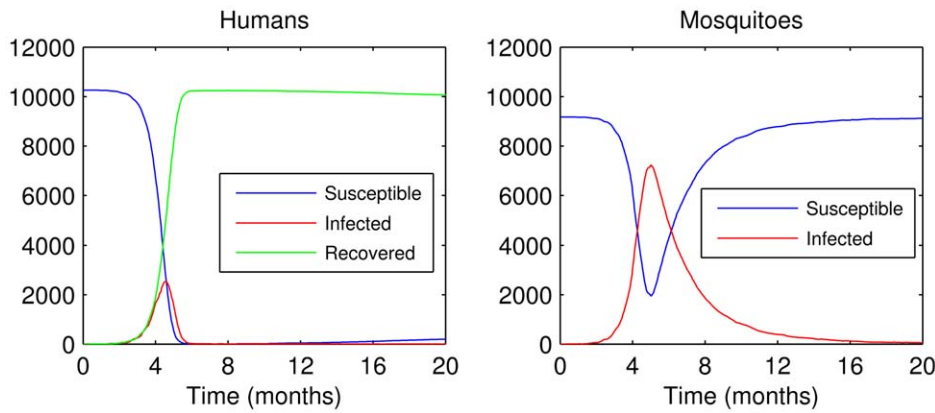 Humans
12000
10000
8000
6000
4000
2000
0
Susceptible
Infected
Recovered
0 4 8 12 16 20
Time (months)
Mosquitoes
12000
10000
8000
6000
4000
2000
0
Susceptible
Infected
0 4 8 12 16 20
Time (months)